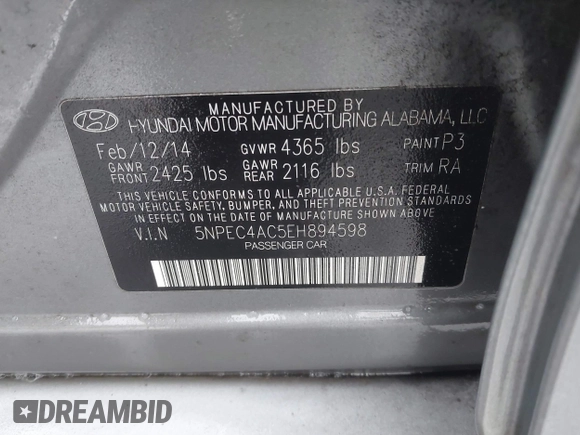 MANUFACTURED BY
HYUNDAI MOTOR MANUFACTURING ALABAMA, LLC
Feb/12/14 GVWR 4365 lbs PAINT P3
GAWR FRONT 2425 lbs GAWR REAR 2116 lbs TRIM RA
THIS VEHICLE CONFORMS TO ALL APPLICABLE U.S.A. FEDERAL
MOTOR VEHICLE SAFETY, BUMPER, AND THEFT PREVENTION STANDARDS
IN EFFECT ON THE DATE OF MANUFACTURE SHOWN
V.I.N 5NPEC4AC5EH894598
PASSENGER CAR
DREAMBID